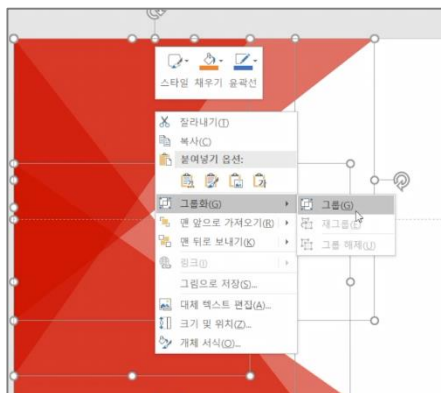 스타일 채우기 윤곽선
잘라내기(T)
복사(C)
붙여넣기 옵션:
그룹화(G)
그룹(G)
맨 앞으로 가져오기(R)
재그룹(E)
맨 뒤로 보내기(K)
그룹 해제(U)
링크(I)
그림으로 저장(S)...
대체 텍스트 편집(A)...
크기 및 위치(Z)...
개체 서식(O)...